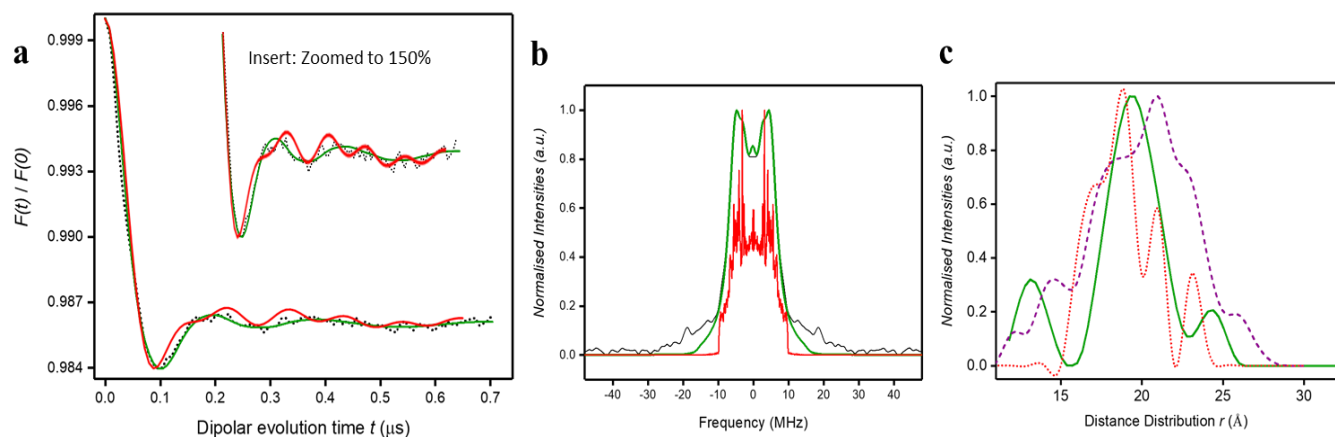 a
Insert: Zoomed to 150%
F(t) / F(0)
0.999
0.996
0.993
0.990
0.987
0.984
0.0 0.1 0.2 0.3 0.4 0.5 0.6 0.7
Dipolar evolution time t (μs)
b
Normalised Intensities (a.u.)
1.0
0.8
0.6
0.4
0.2
0.0
-40 -30 -20 -10 0 10 20 30 40
Frequency (MHz)
c
Normalised Intensities (a.u.)
1.0
0.8
0.6
0.4
0.2
0.0
15 20 25 30
Distance Distribution r (Å)